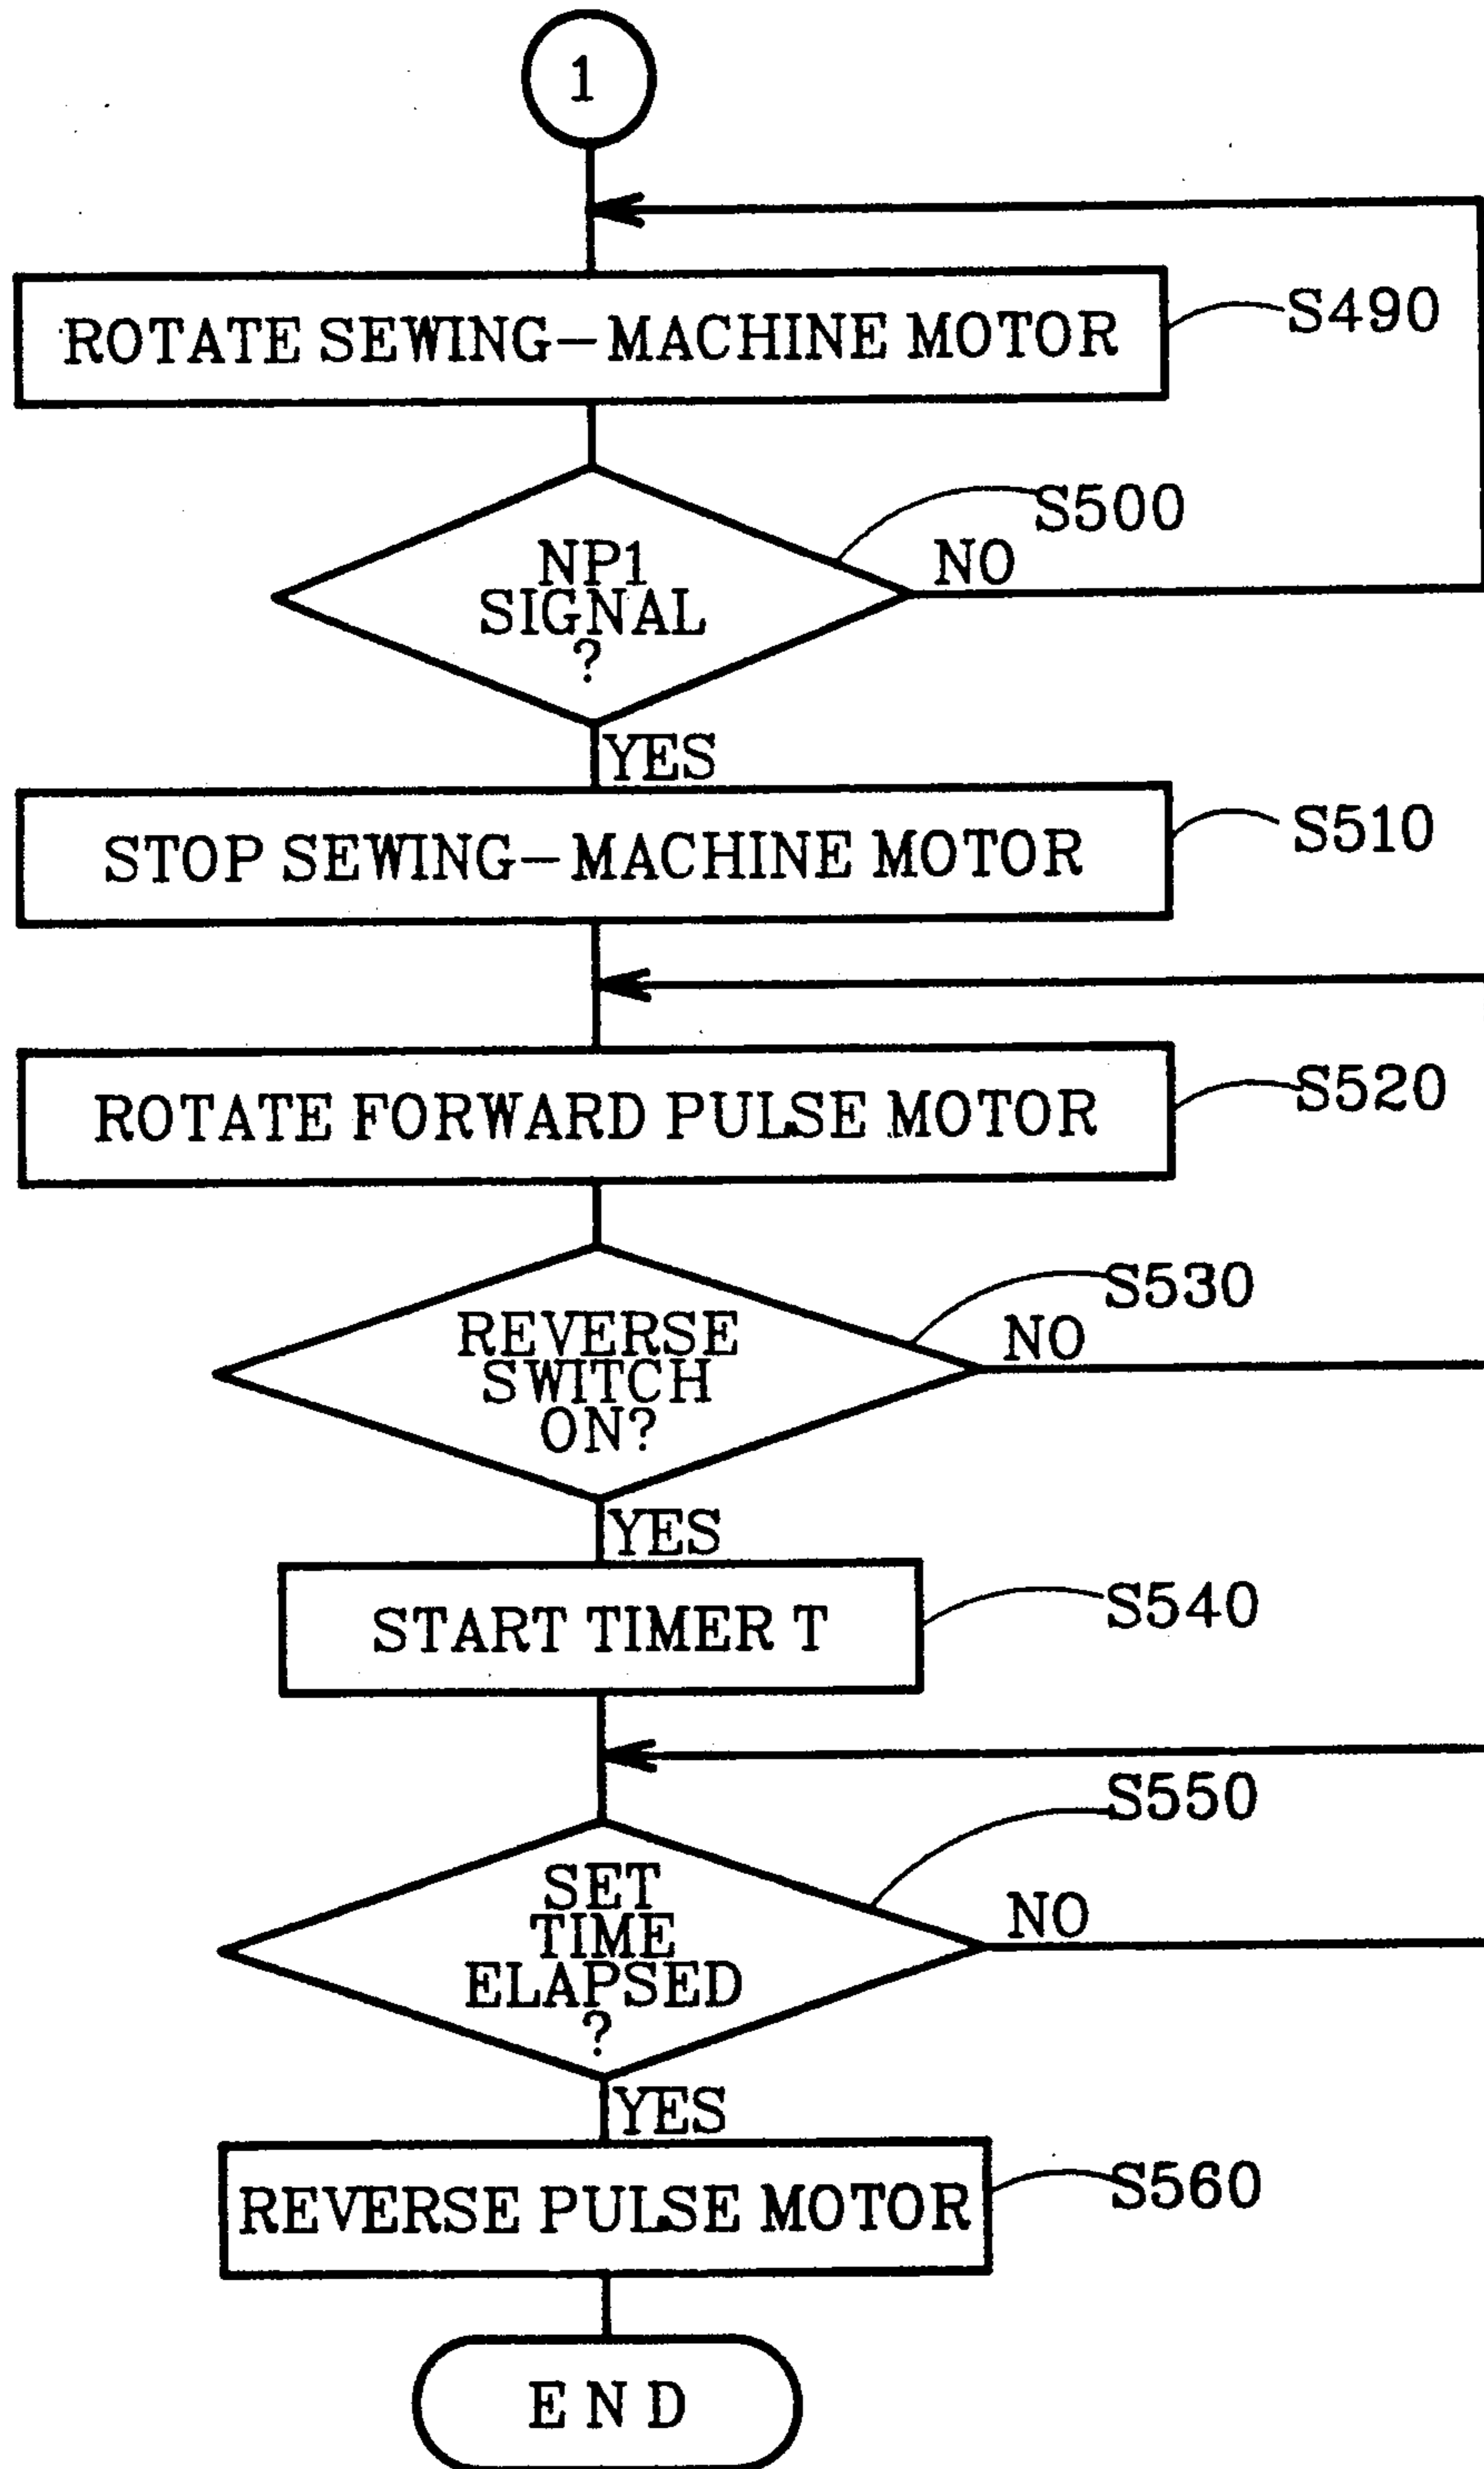 1
ROTATE SEWING-MACHINE MOTOR
S490
NP1
SIGNAL
?
S500
NO
YES
STOP SEWING-MACHINE MOTOR
S510
ROTATE FORWARD PULSE MOTOR
S520
REVERSE
SWITCH
ON?
S530
NO
YES
START TIMER T
S540
SET
TIME
ELAPSED
?
S550
NO
YES
REVERSE PULSE MOTOR
S560
END